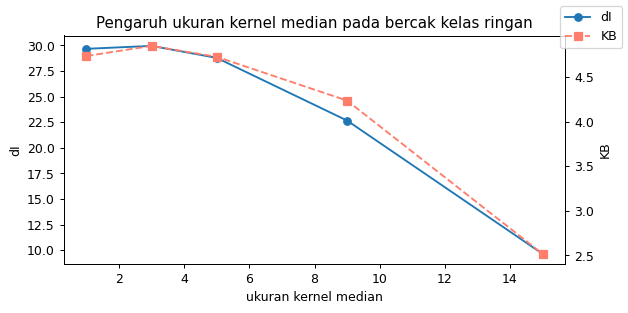 Pengaruh ukuran kernel median pada bercak kelas ringan
dI
KB
30.0
27.5
25.0
22.5
20.0
17.5
15.0
12.5
10.0
dI
4.5
4.0
3.5
3.0
2.5
KB
2 4 6 8 10 12 14
ukuran kernel median